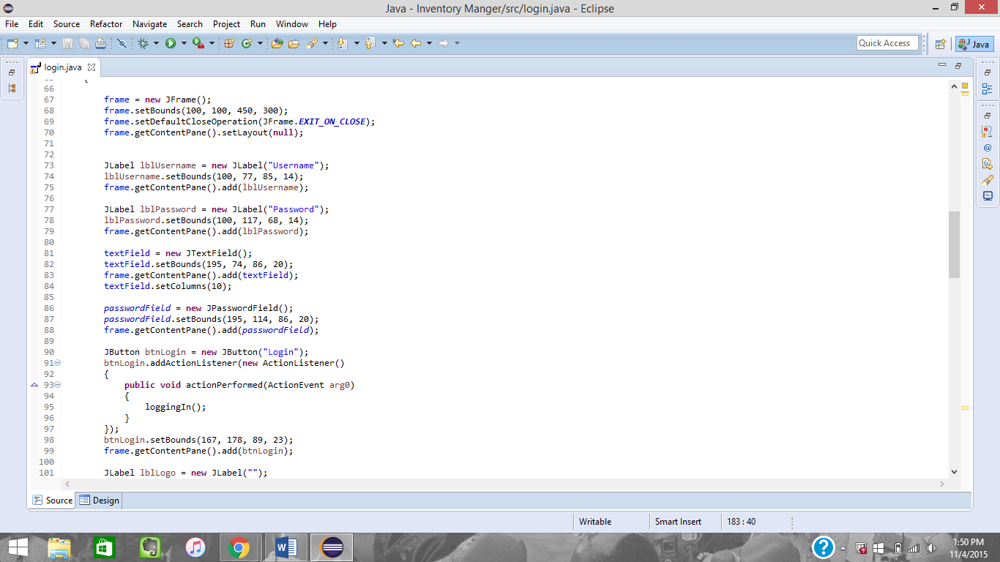 Java - Inventory Manger/src/login.java - Eclipse
File Edit Source Refactor Navigate Search Project Run Window Help
Quick Access
Java
login.java
66
67 frame = new JFrame();
68 frame.setBounds(100, 100, 450, 300);
69 frame.setDefaultCloseOperation(JFrame.EXIT_ON_CLOSE);
70 frame.getContentPane().setLayout(null);
71
72
73 JLabel lblUsername = new JLabel("Username");
74 lblUsername.setBounds(100, 77, 85, 14);
75 frame.getContentPane().add(lblUsername);
76
77 JLabel lblPassword = new JLabel("Password");
78 lblPassword.setBounds(100, 117, 68, 14);
79 frame.getContentPane().add(lblPassword);
80
81 textField = new JTextField();
82 textField.setBounds(195, 74, 86, 20);
83 frame.getContentPane().add(textField);
84 textField.setColumns(10);
85
86 passwordField = new JPasswordField();
87 passwordField.setBounds(195, 114, 86, 20);
88 frame.getContentPane().add(passwordField);
89
90 JButton btnLogin = new JButton("Login");
91 btnLogin.addActionListener(new ActionListener()
92 {
93 public void actionPerformed(ActionEvent arg0)
94 {
95 loggingIn();
96 }
97 });
98 btnLogin.setBounds(167, 178, 89, 23);
99 frame.getContentPane().add(btnLogin);
100
101 JLabel lblLogo = new JLabel("");
Source Design
Writable Smart Insert 183 : 40
1:50 PM
11/4/2015